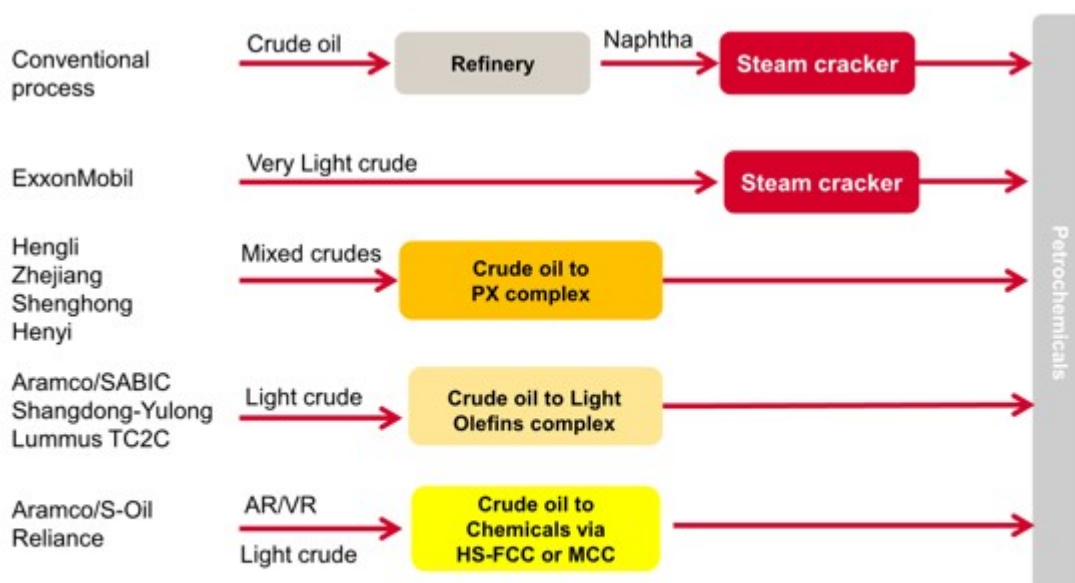 Conventional
process
Crude oil
Refinery
Naphtha
Steam cracker
ExxonMobil
Very Light crude
Steam cracker
Hengli
Zhejiang
Shenghong
Henyi
Mixed crudes
Crude oil to
PX complex
Aramco/SABIC
Shangdong-Yulong
Lummus TC2C
Light crude
Crude oil to Light
Olefins complex
Aramco/S-Oil
Reliance
AR/VR
Light crude
Crude oil to
Chemicals via
HS-FCC or MCC
Petrochemicals